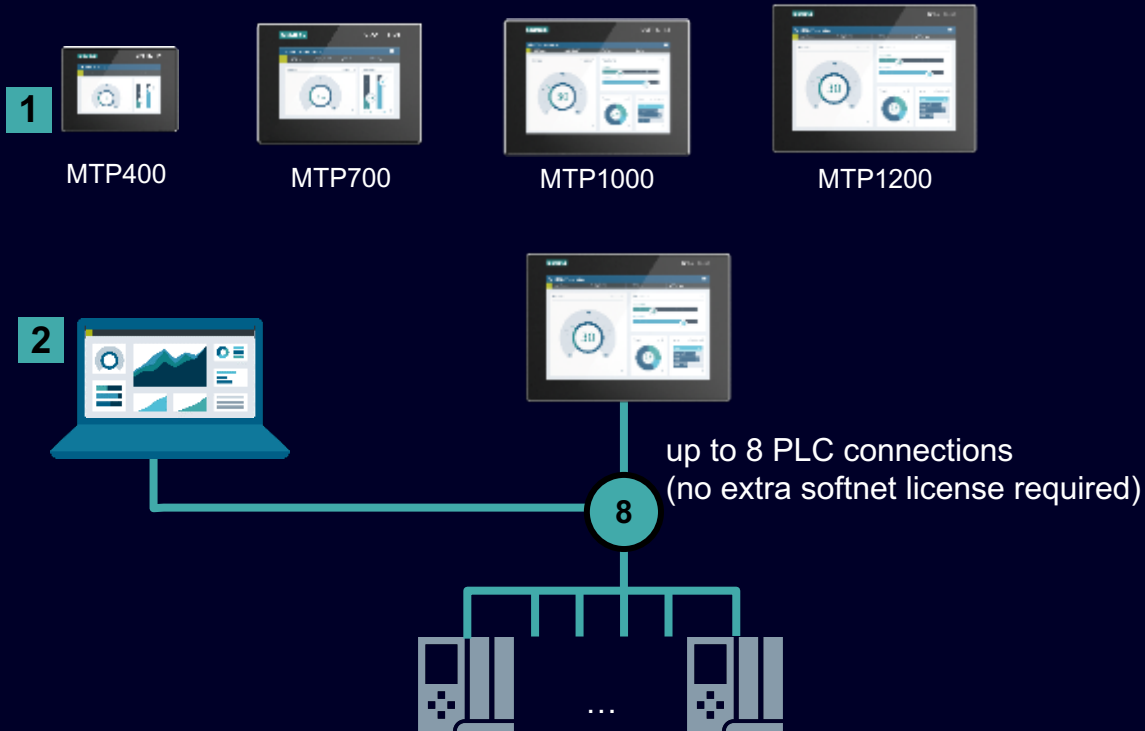 1
MTP400
MTP700
MTP1000
MTP1200
2
up to 8 PLC connections
(no extra softnet license required)
8
...